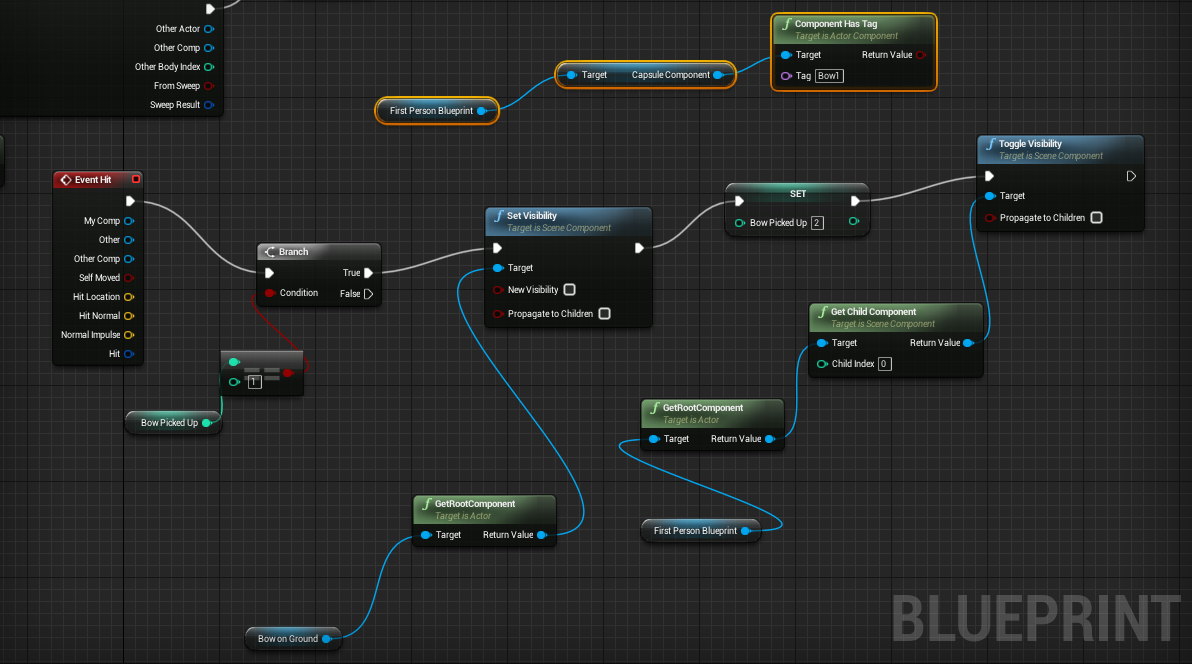 Other Actor
Other Comp
Other Body Index
From Sweep
Sweep Result
Component Has Tag
Target is Actor Component
Target
Return Value
Tag
Bow1
Target
Capsule Component
First Person Blueprint
Toggle Visibility
Target is Scene Component
Target
Propagate to Children
Event Hit
My Comp
Other
Other Comp
Self Moved
Hit Location
Hit Normal
Normal Impulse
Hit
SET
Bow Picked Up
2
Set Visibility
Target is Scene Component
Target
New Visibility
Propagate to Children
Branch
True
Condition
False
1
Bow Picked Up
Get Child Component
Target is Scene Component
Target
Return Value
Child Index
0
GetRootComponent
Target is Actor
Target
Return Value
First Person Blueprint
GetRootComponent
Target is Actor
Target
Return Value
Bow on Ground
BLUEPRINT